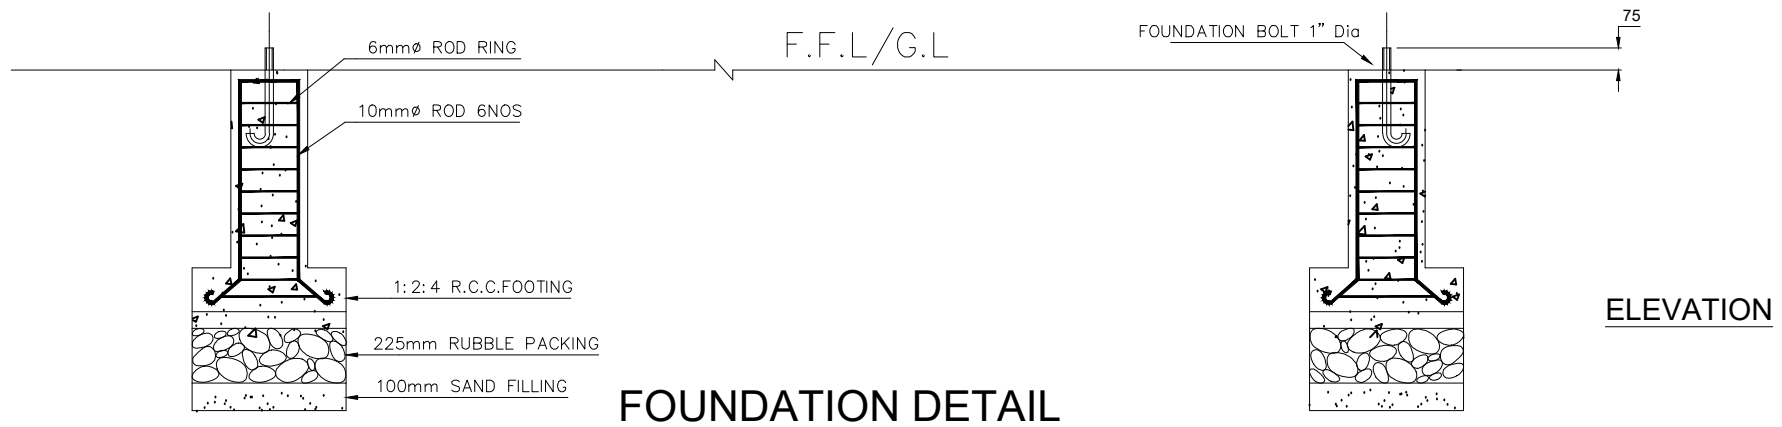 75
FOUNDATION BOLT 1" Dia
F.F.L/G.L
6mmø ROD RING
10mmø ROD 6NOS
1:2:4 R.C.C.FOOTING
ELEVATION
225mm RUBBLE PACKING
100mm SAND FILLING
FOUNDATION DETAIL